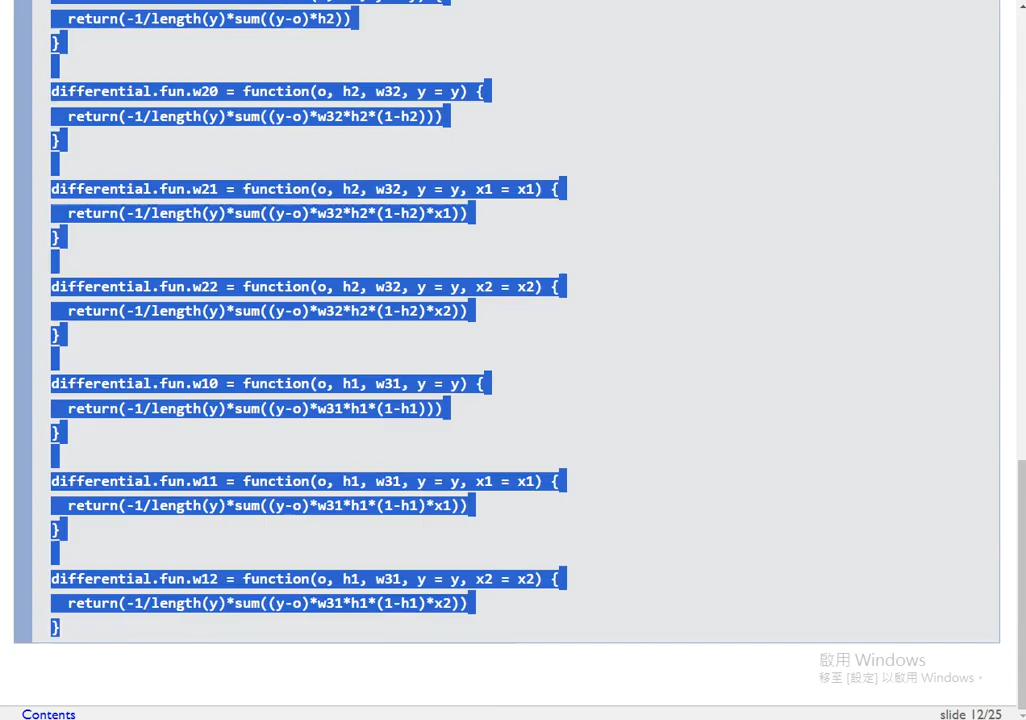 return(-1/length(y)*sum((y-o)*h2))
}
differential.fun.w20 = function(o, h2, w32, y = y) {
return(-1/length(y)*sum((y-o)*w32*h2*(1-h2)))
}
differential.fun.w21 = function(o, h2, w32, y = y, x1 = x1) {
return(-1/length(y)*sum((y-o)*w32*h2*(1-h2)*x1))
}
differential.fun.w22 = function(o, h2, w32, y = y, x2 = x2) {
return(-1/length(y)*sum((y-o)*w32*h2*(1-h2)*x2))
}
differential.fun.w10 = function(o, h1, w31, y = y) {
return(-1/length(y)*sum((y-o)*w31*h1*(1-h1)))
}
differential.fun.w11 = function(o, h1, w31, y = y, x1 = x1) {
return(-1/length(y)*sum((y-o)*w31*h1*(1-h1)*x1))
}
differential.fun.w12 = function(o, h1, w31, y = y, x2 = x2) {
return(-1/length(y)*sum((y-o)*w31*h1*(1-h1)*x2))
}
啟用 Windows
移至 [設定] 以啟用 Windows。
Contents
slide 12/25